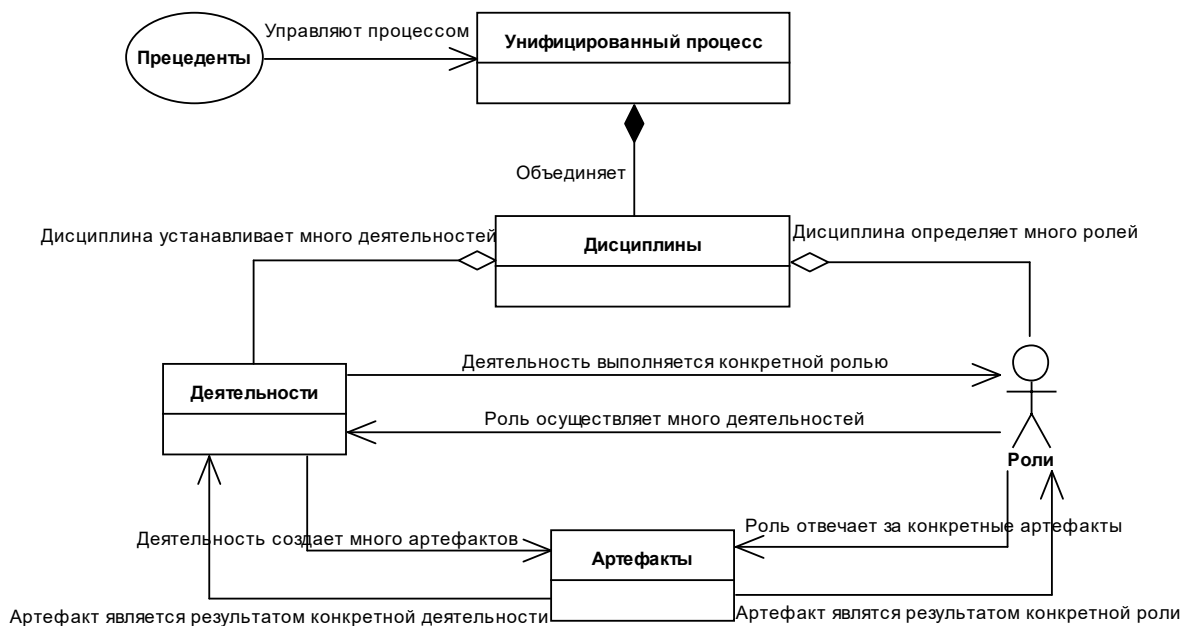 Управляют процессом
Унифицированный процесс
Прецеденты
Объединяет
Дисциплина устанавливает много деятельностей
Дисциплины
Дисциплина определяет много ролей
Деятельность выполняется конкретной ролью
Деятельности
Роль осуществляет много деятельностей
Роли
Роль отвечает за конкретные артефакты
Деятельность создает много артефактов
Артефакты
Артефакт является результатом конкретной деятельности
Артефакт являтся результатом конкретной роли